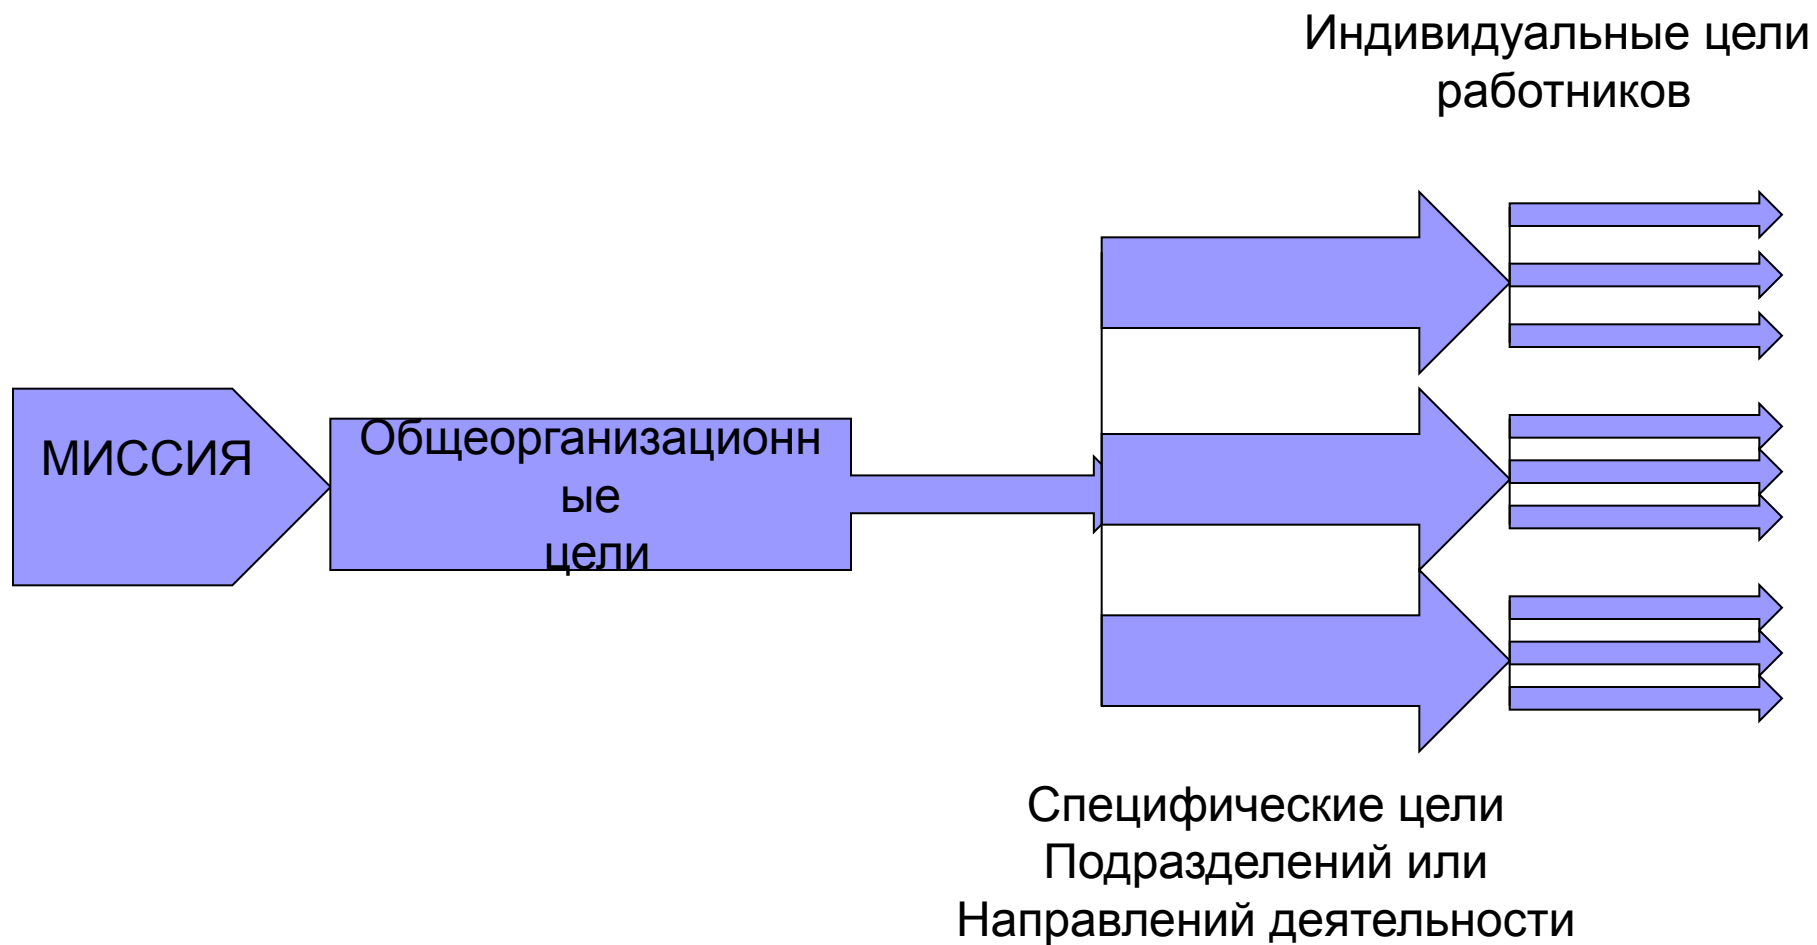 Индивидуальные цели
работников
МИССИЯ
Общеорганизационн
ые
цели
Специфические цели
Подразделений или
Направлений деятельности